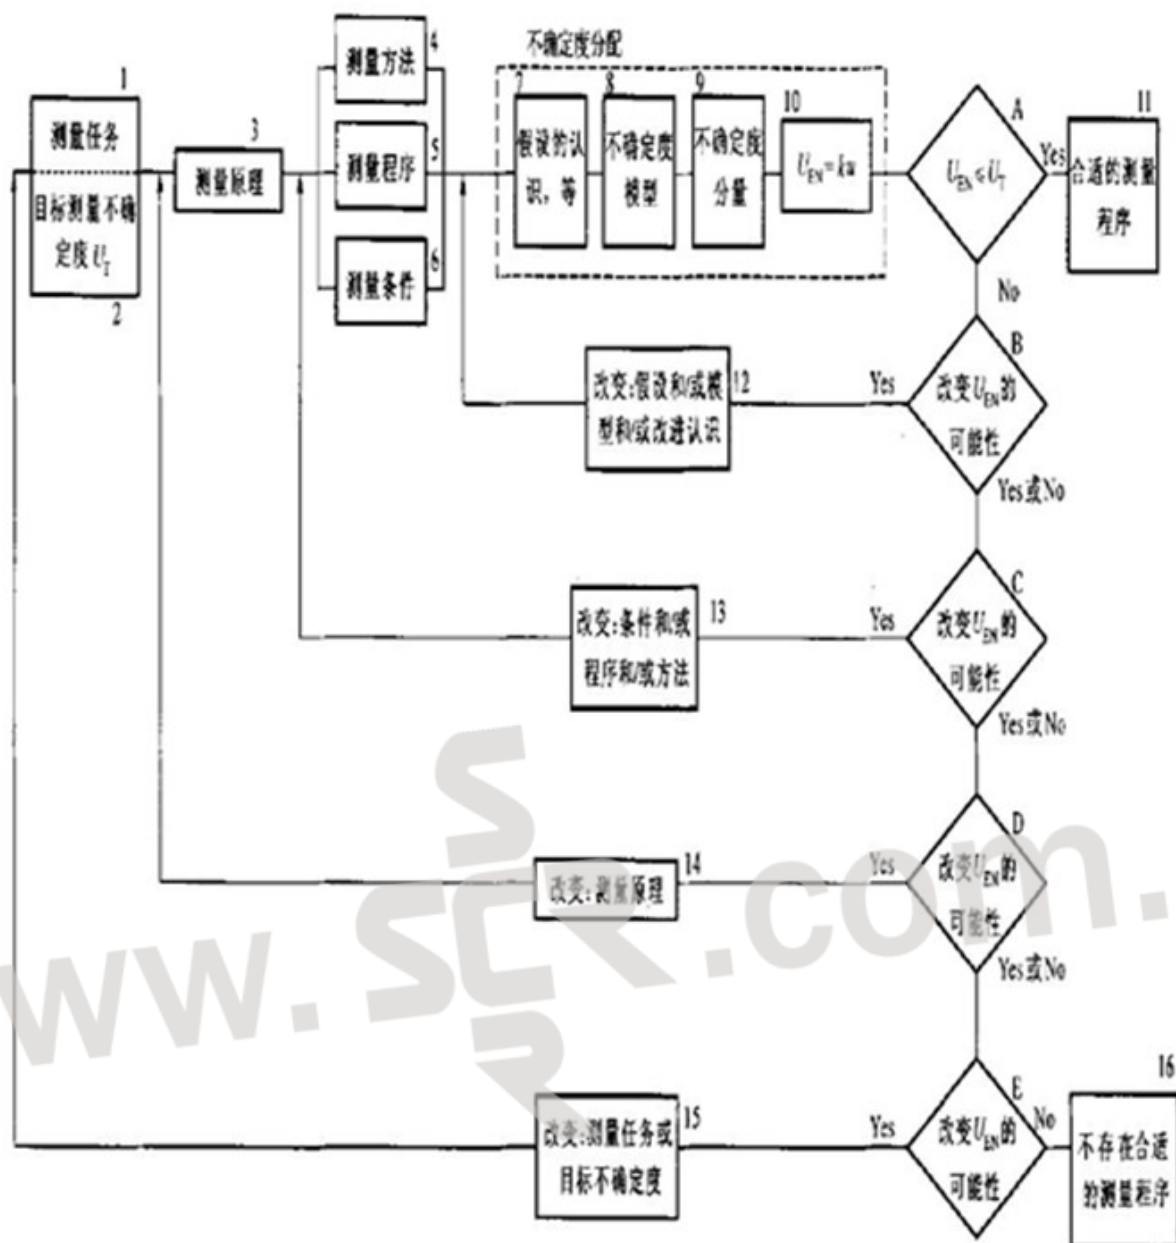 不确定度分配
1
测量任务
目标测量不确
定度 U_T
2
3
测量原理
4
测量方法
测量程序
5
6
测量条件
7
假设的认
识，等
8
不确定度
模型
9
不确定度
分量
10
U_EN=ku
A
U_EN≤U_T
Yes
11
合适的测量
程序
No
B
改变U_EN的
可能性
Yes
12
改变:假设和/或模
型和/或改进认识
Yes或No
C
改变U_EN的
可能性
Yes
13
改变:条件和/或
程序和/或方法
Yes或No
D
改变U_EN的
可能性
Yes
14
改变:测量原理
Yes或No
E
改变U_EN的
可能性
Yes
15
改变:测量任务或
目标不确定度
No
16
不存在合适
的测量程序
ww.SCR.com.